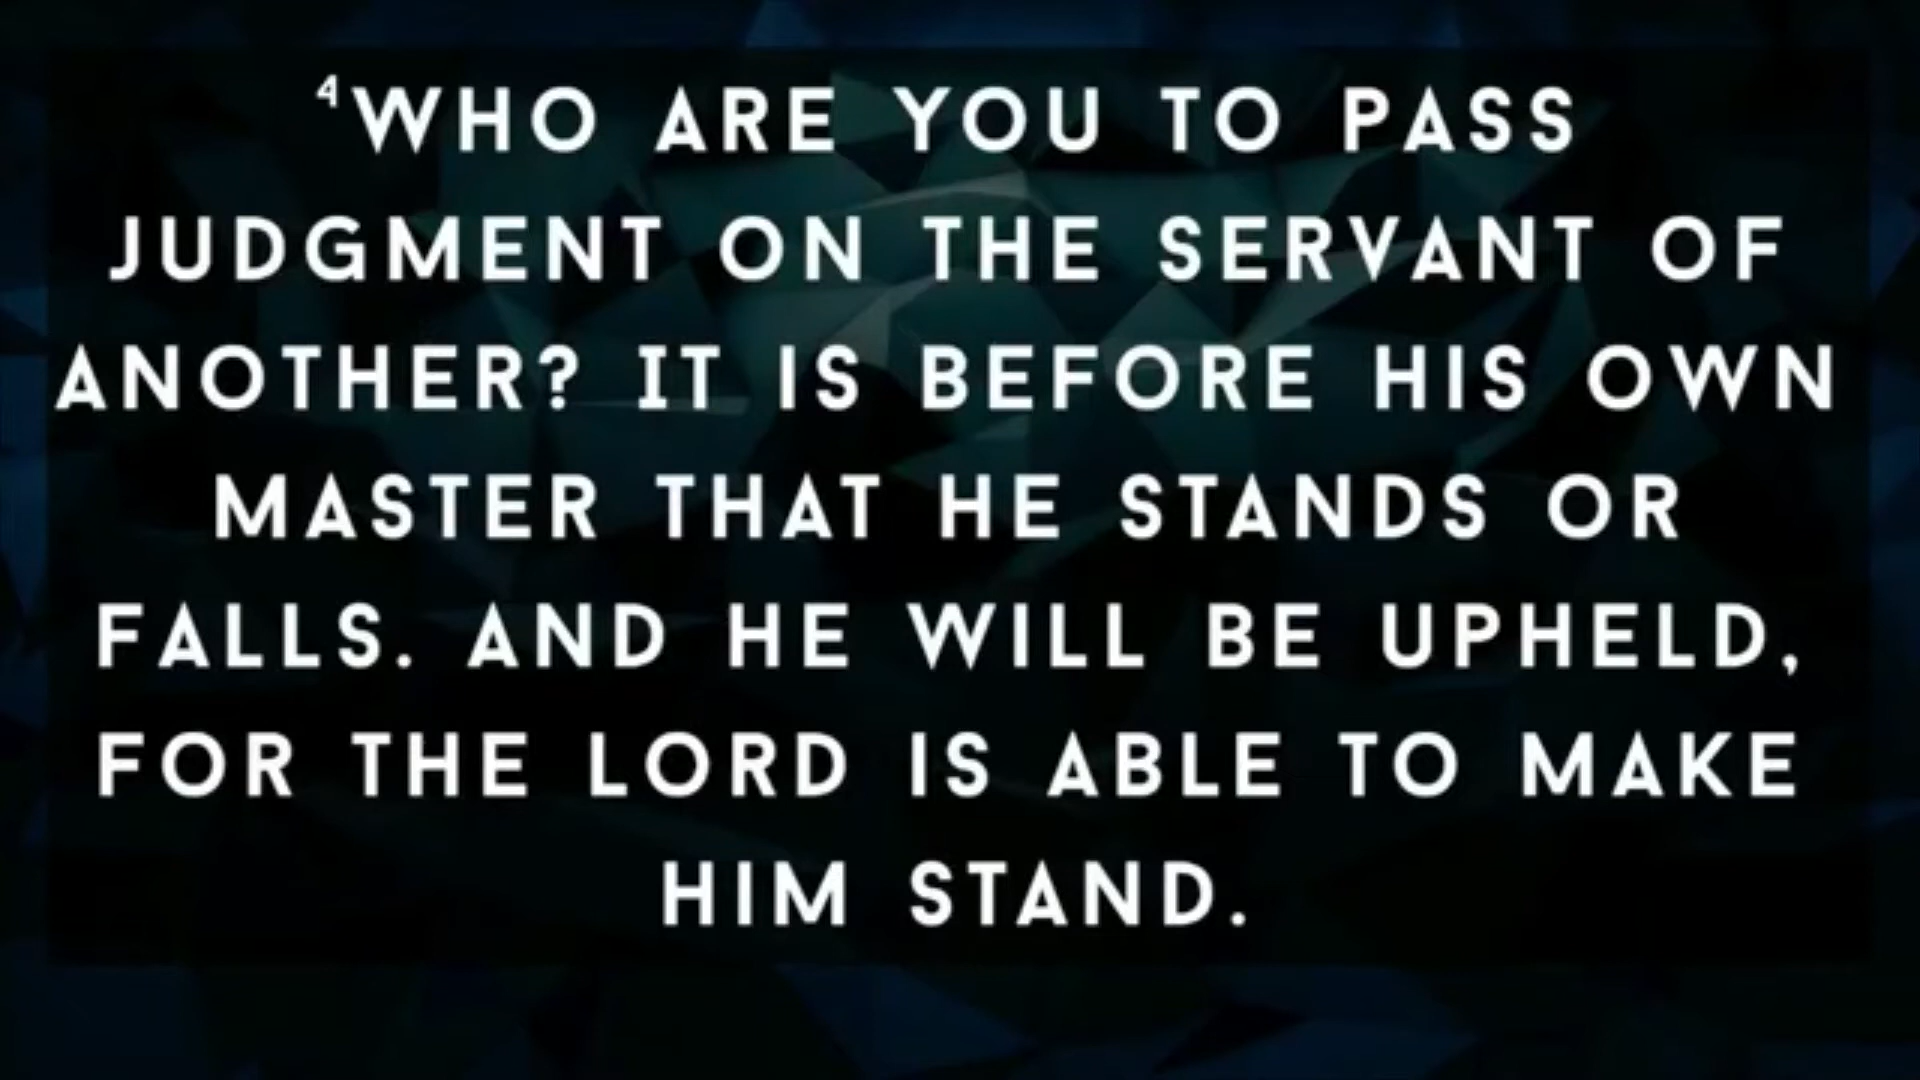 ⁴WHO ARE YOU TO PASS
JUDGMENT ON THE SERVANT OF
ANOTHER? IT IS BEFORE HIS OWN
MASTER THAT HE STANDS OR
FALLS. AND HE WILL BE UPHELD,
FOR THE LORD IS ABLE TO MAKE
HIM STAND.